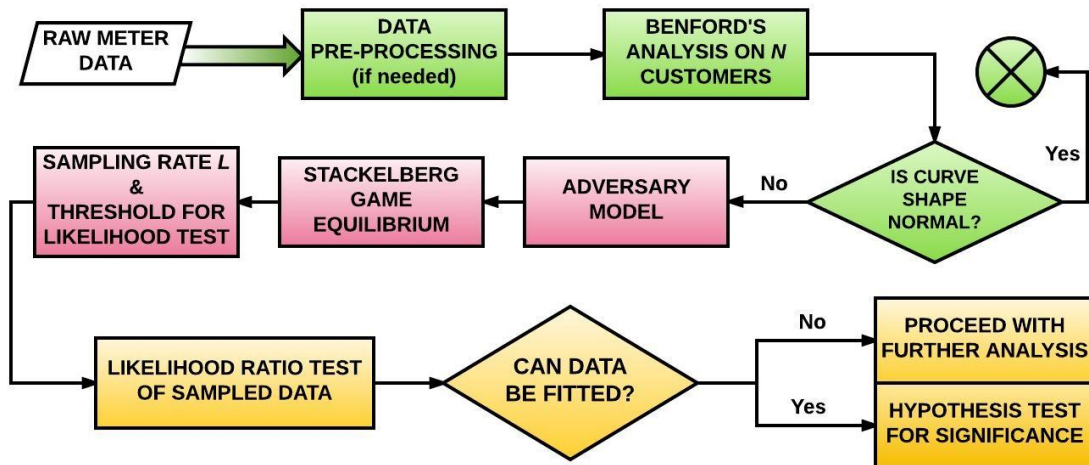 RAW METER
DATA
DATA
PRE-PROCESSING
(if needed)
BENFORD'S
ANALYSIS ON N
CUSTOMERS
Yes
IS CURVE
SHAPE
NORMAL?
No
ADVERSARY
MODEL
STACKELBERG
GAME
EQUILIBRIUM
SAMPLING RATE L
&
THRESHOLD FOR
LIKELIHOOD TEST
LIKELIHOOD RATIO TEST
OF SAMPLED DATA
CAN DATA
BE FITTED?
No
PROCEED WITH
FURTHER ANALYSIS
Yes
HYPOTHESIS TEST
FOR SIGNIFICANCE